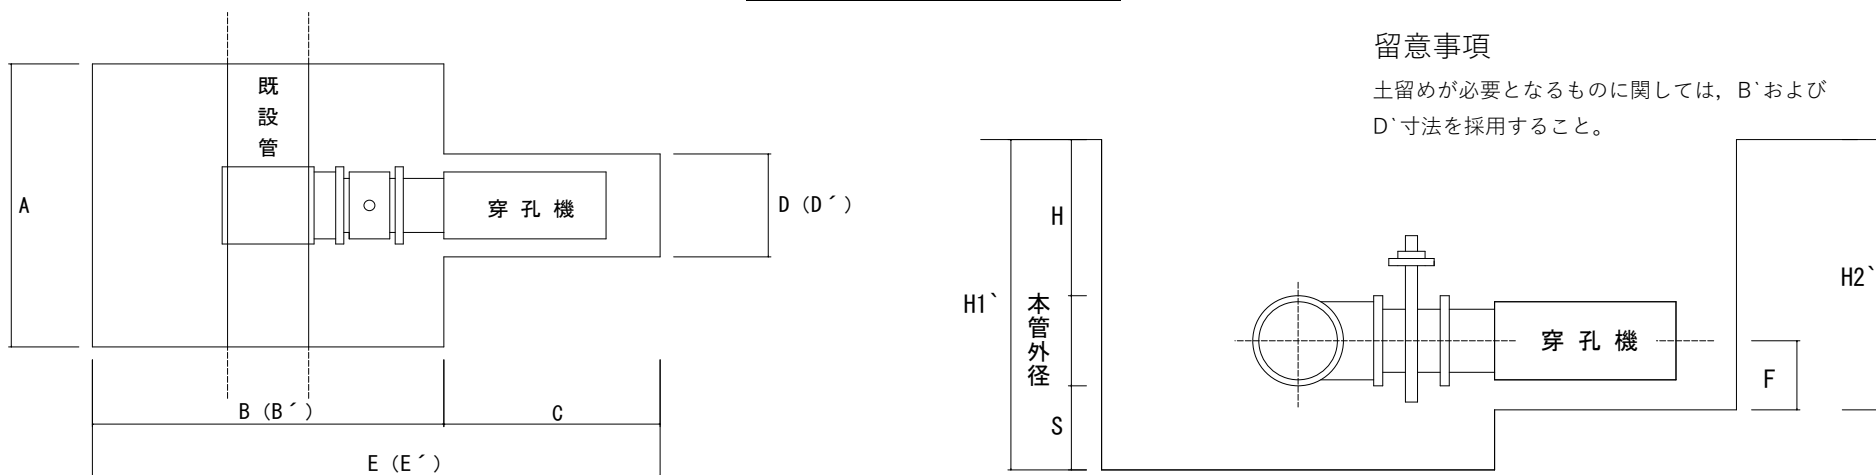 留意事項
土留めが必要となるものに関しては，B`および
D`寸法を採用すること。
既設管
A
穿孔機
D（D´）
B（B´）
C
E（E´）
H
H1`
本管外径
S
穿孔機
H2`
F